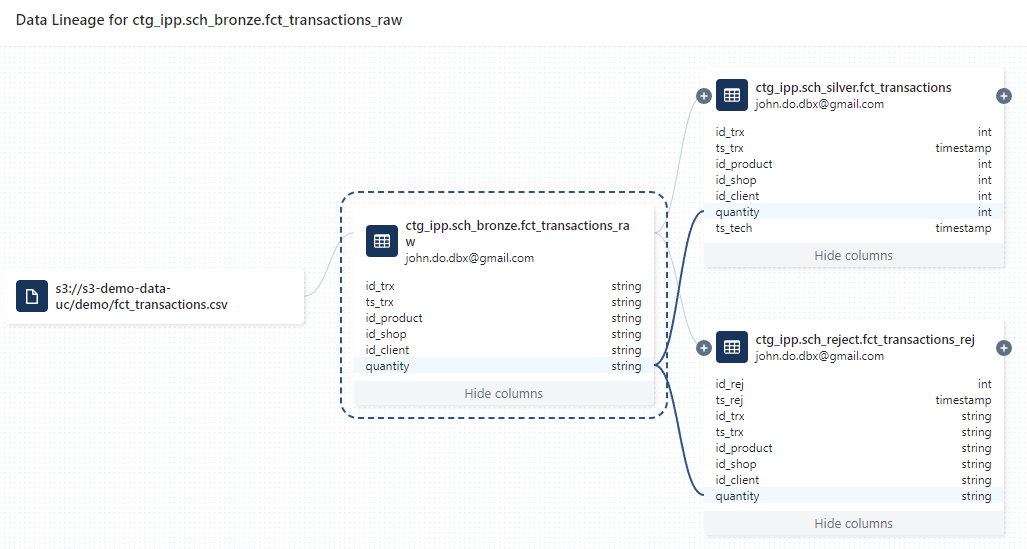 Data Lineage for ctg_ipp.sch_bronze.fct_transactions_raw
s3://s3-demo-data-
uc/demo/fct_transactions.csv
ctg_ipp.sch_bronze.fct_transactions_ra
w
john.do.dbx@gmail.com
id_trx string
ts_trx string
id_product string
id_shop string
id_client string
quantity string
Hide columns
ctg_ipp.sch_silver.fct_transactions
john.do.dbx@gmail.com
id_trx int
ts_trx timestamp
id_product int
id_shop int
id_client int
quantity int
ts_tech timestamp
Hide columns
ctg_ipp.sch_reject.fct_transactions_rej
john.do.dbx@gmail.com
id_rej int
ts_rej timestamp
id_trx string
ts_trx string
id_product string
id_shop string
id_client string
quantity string
Hide columns